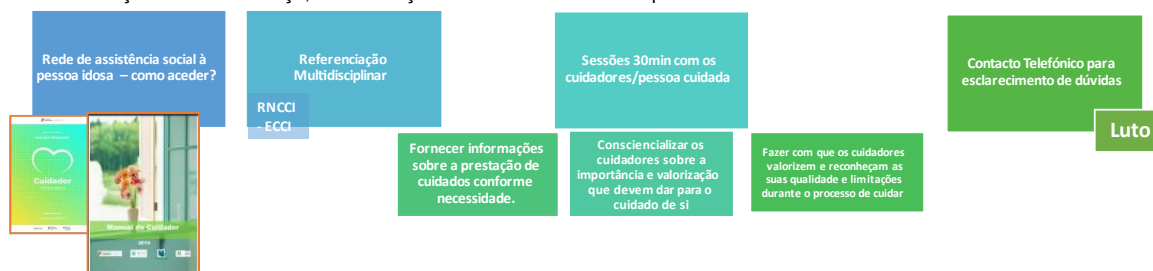 Rede de assistência social à
pessoa idosa – como aceder?
Referenciação
Multidisciplinar
RNCCI
- ECCI
Sessões 30min com os
cuidadores/pessoa cuidada
Contacto Telefónico para
esclarecimento de dúvidas
Luto
Fornecer informações
sobre a prestação de
cuidados conforme
necessidade.
Consciencializar os
cuidadores sobre a
importância e valorização
que devem dar para o
cuidado de si
Fazer com que os cuidadores
valorizem e reconheçam as
suas qualidade e limitações
durante o processo de cuidar
Cuidador
Manual do Cuidador
2019